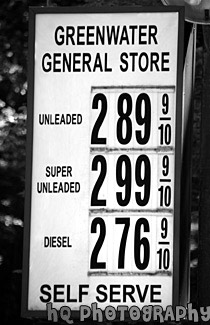 GREENWATER
GENERAL STORE
UNLEADED 2 89 9/10
SUPER
UNLEADED 2 99 9/10
DIESEL 2 76 9/10
SELF SERVE
HQ PHOTOGRAPHY